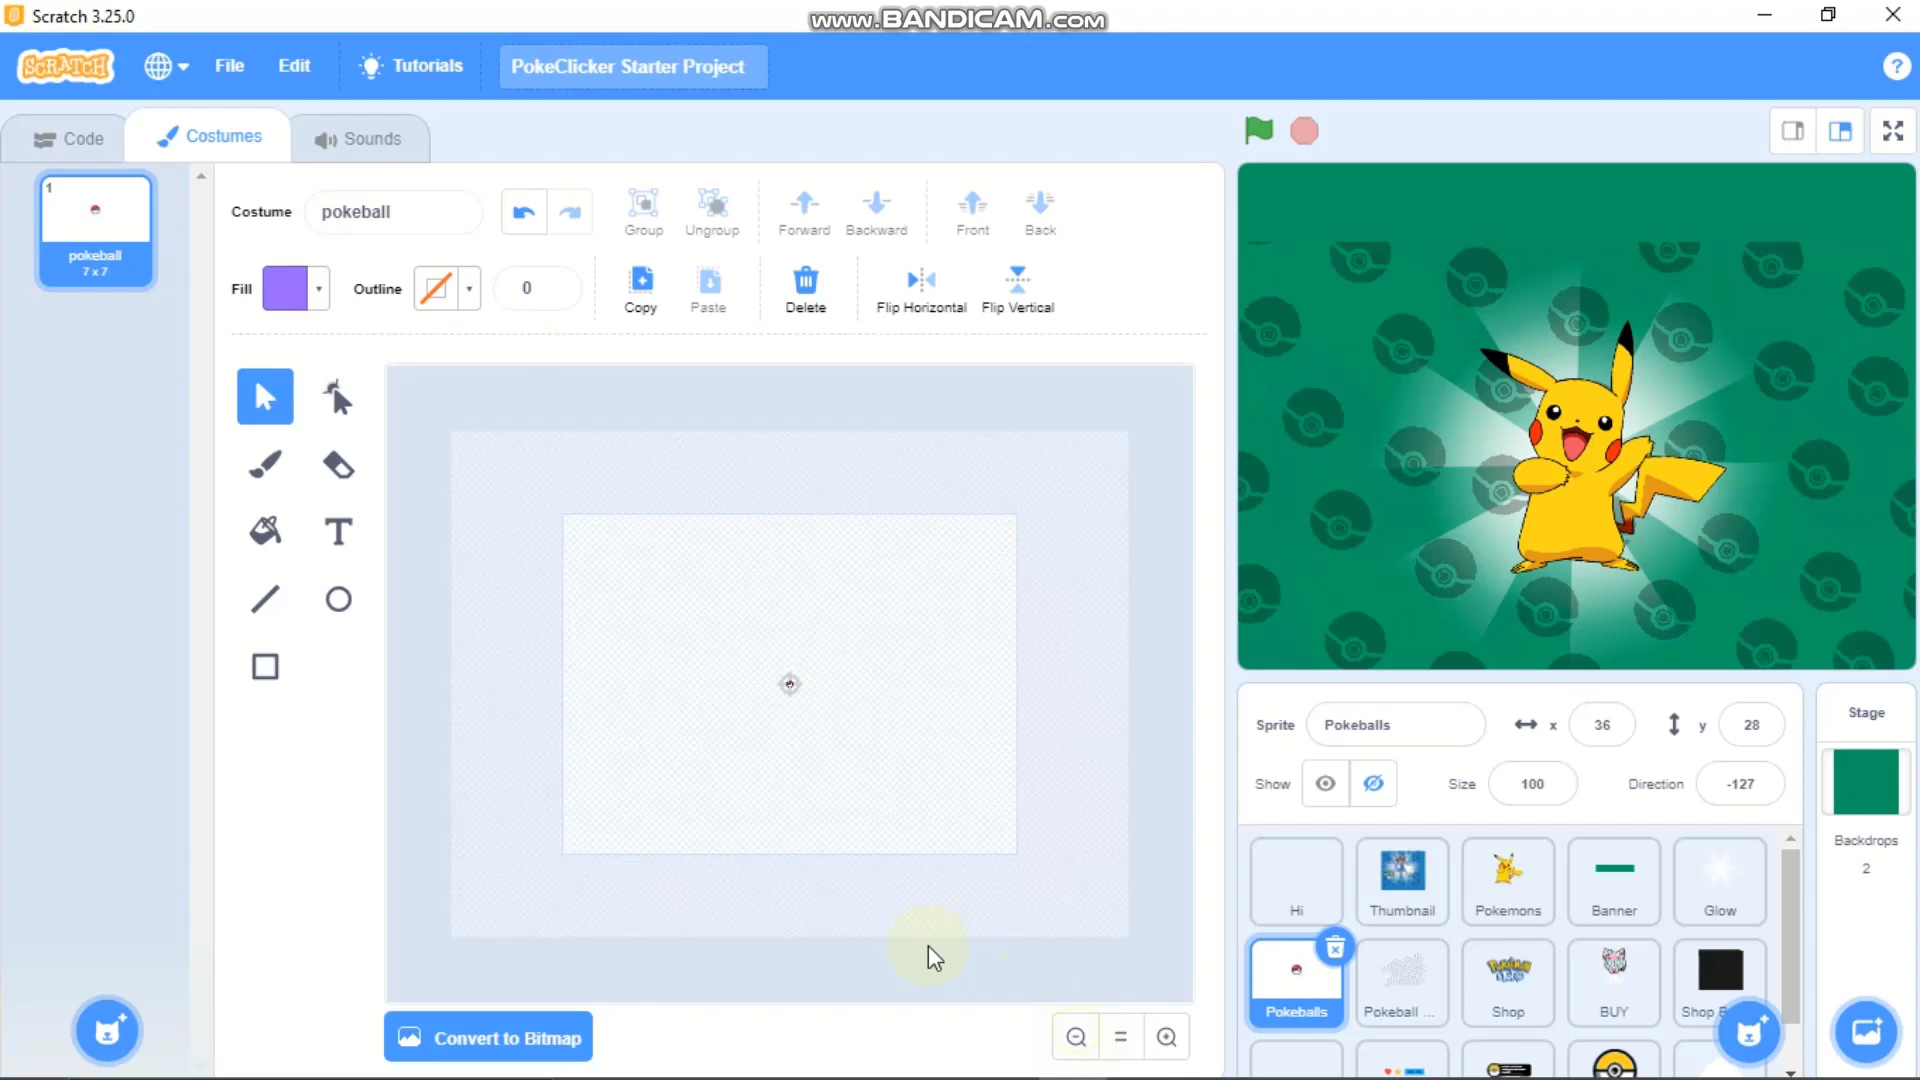 Scratch 3.25.0
www.BANDICAM.com
SCRATCH
File
Edit
Tutorials
PokeClicker Starter Project
?
Code
Costumes
Sounds
1
pokeball
7 x 7
Costume
pokeball
Group
Ungroup
Forward
Backward
Front
Back
Fill
Outline
0
Copy
Paste
Delete
Flip Horizontal
Flip Vertical
T
Convert to Bitmap
Sprite
Pokeballs
x
36
y
28
Show
Size
100
Direction
-127
Stage
Backdrops
2
Hi
Thumbnail
Pokemons
Banner
Glow
Pokeballs
Pokeball ...
Shop
BUY
Shop